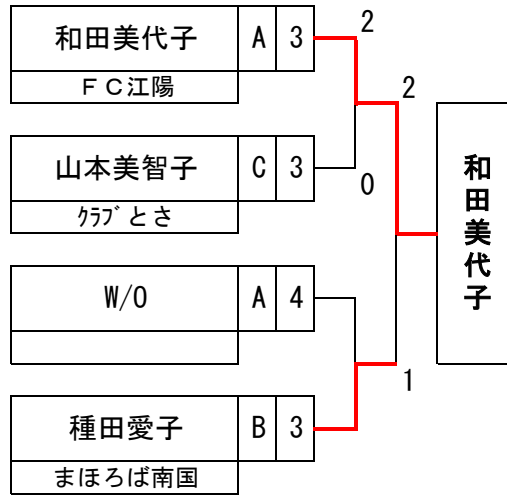 和田美代子 A 3
ＦＣ江陽
2
2
山本美智子 C 3
ｸﾗﾌﾞとさ
0
和田美代子
W/O A 4
1
種田愛子 B 3
まほろば南国